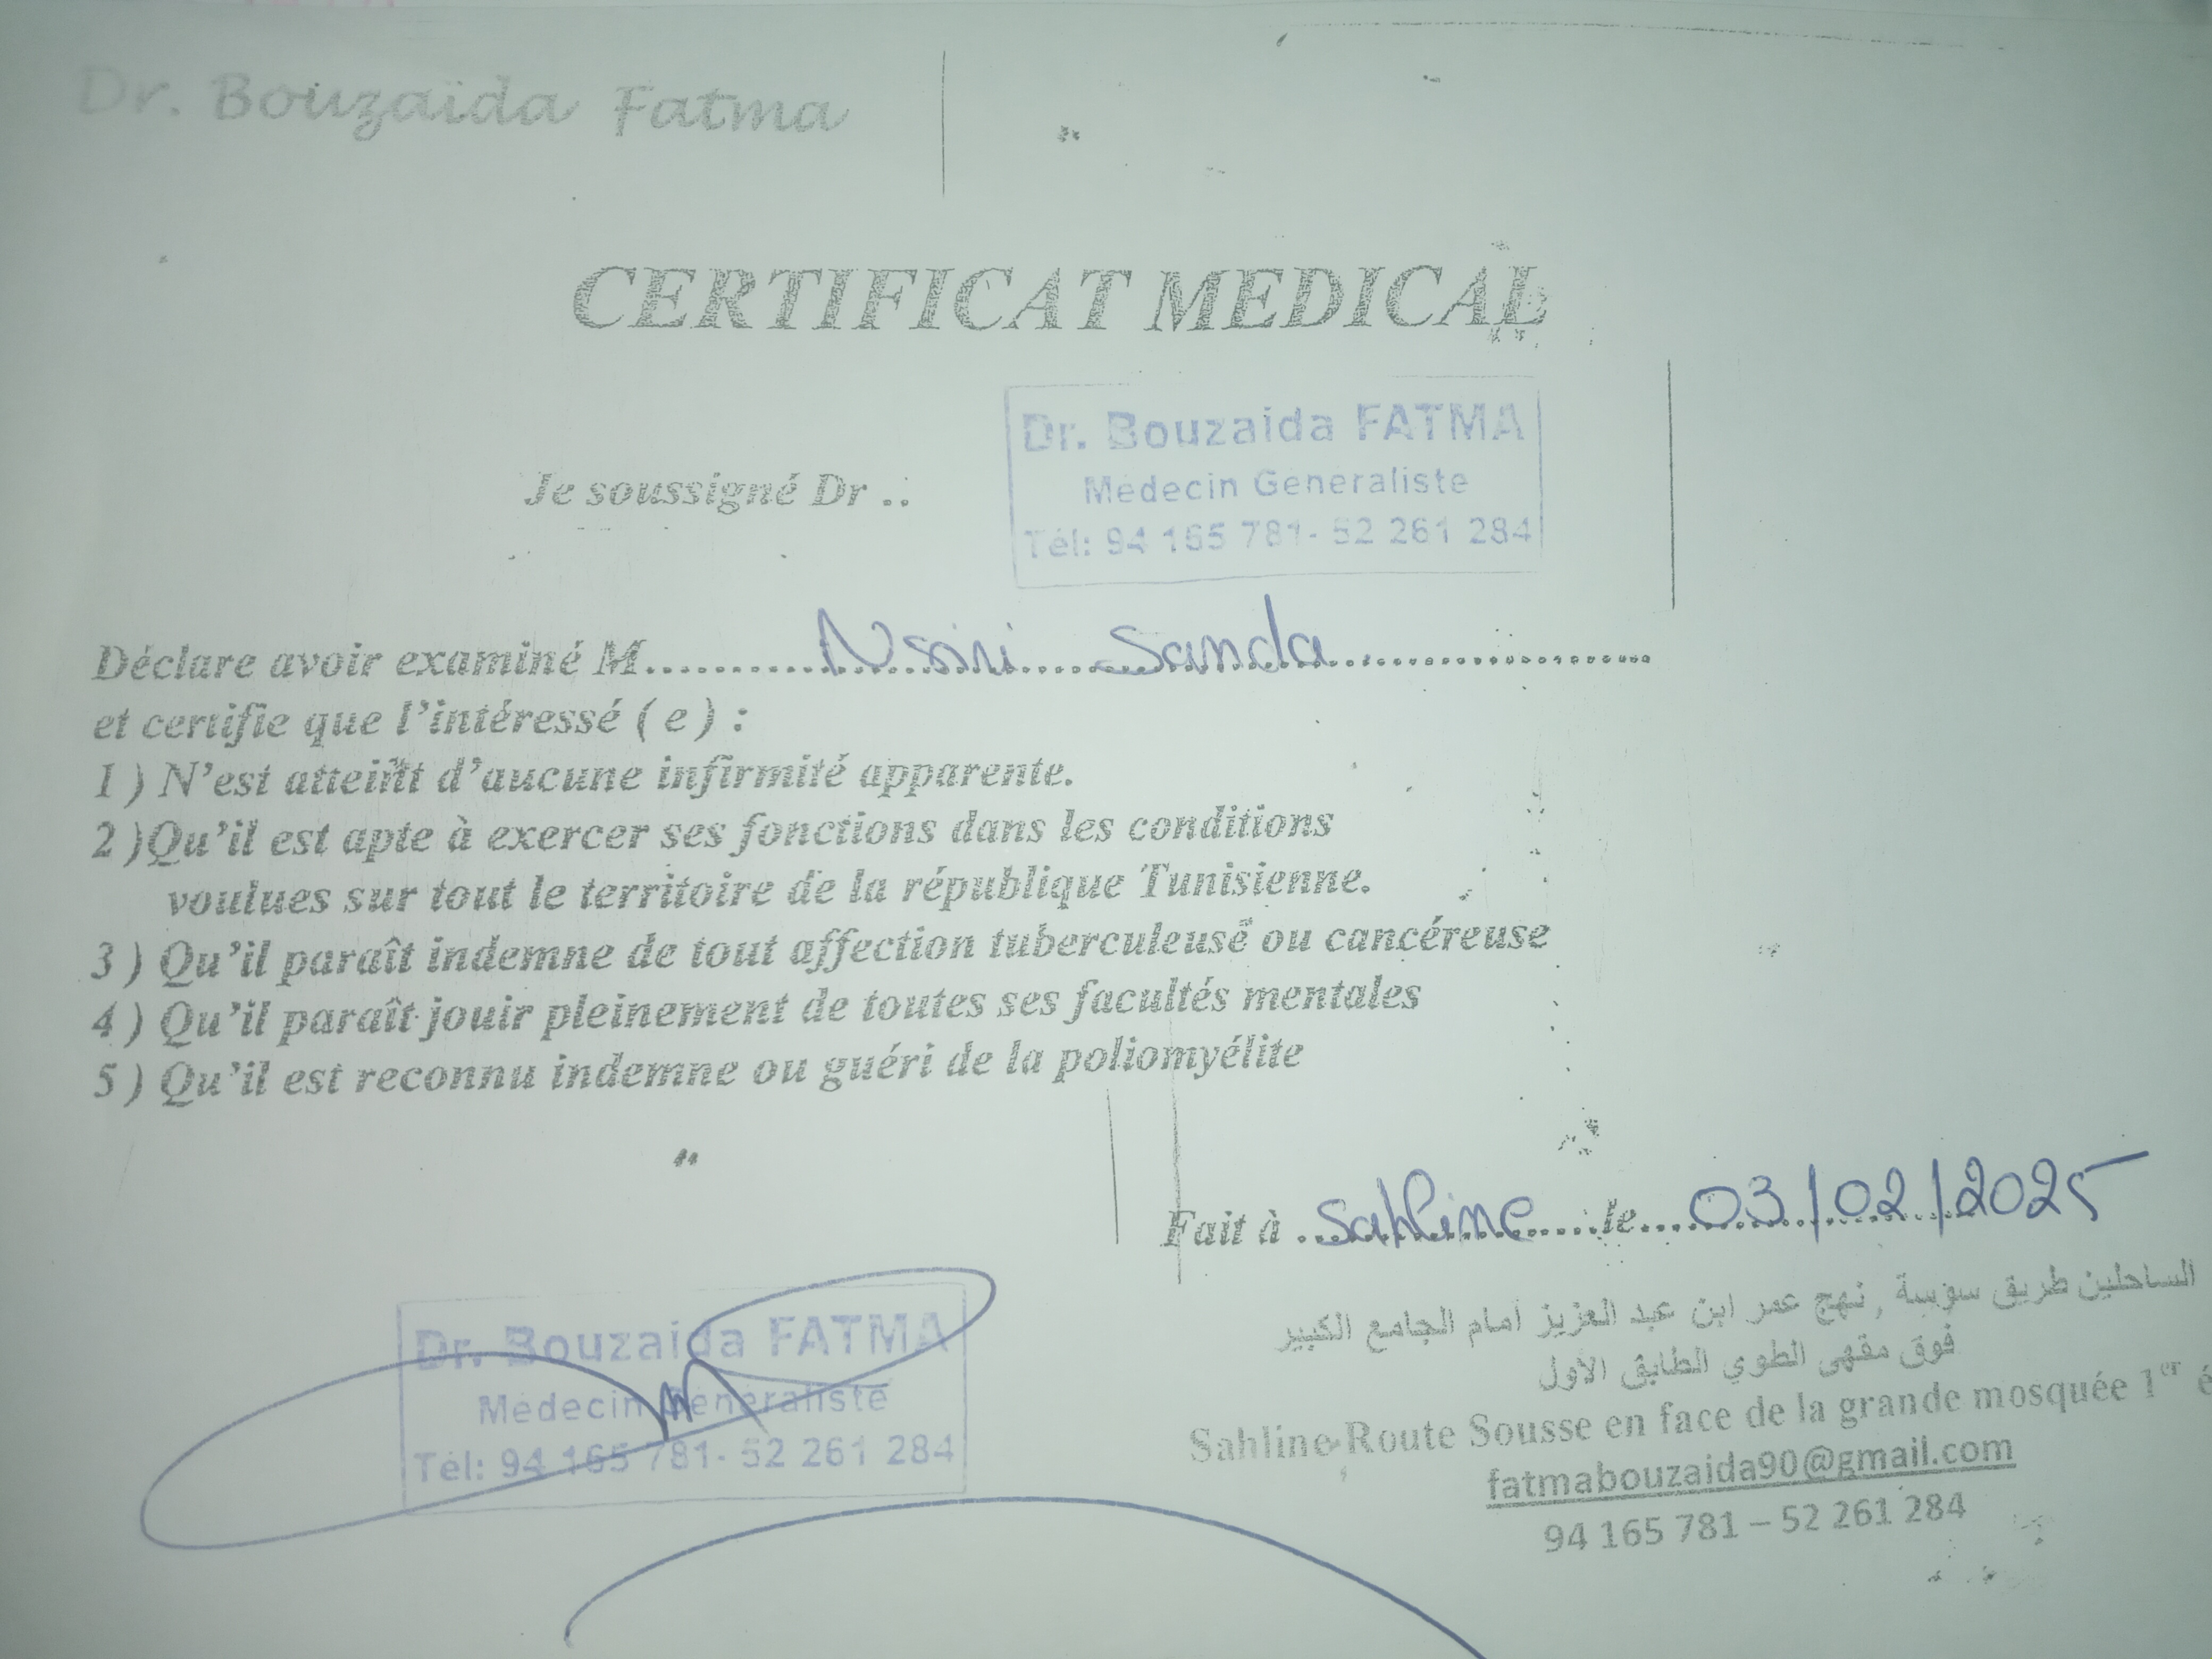 Dr. Bouzaïda Fatma
CERTIFICAT MEDICAL
Je soussigné Dr ..
Dr. Bouzaida FATMA
Médecin Généraliste
Tél: 94 165 781- 52 261 284
Déclare avoir examiné M............Nsiri Sanda..................
et certifie que l'intéressé ( e ) :
1 ) N'est atteint d'aucune infirmité apparente.
2 )Qu'il est apte à exercer ses fonctions dans les conditions
voulues sur tout le territoire de la république Tunisienne.
3 ) Qu'il paraît indemne de tout affection tuberculeuse ou cancéreuse
4 ) Qu'il paraît jouir pleinement de toutes ses facultés mentales
5 ) Qu'il est reconnu indemne ou guéri de la poliomyélite
Fait à ..Sahline.....le....03/02/2025
الساحلين طريق سوسة , نهج عمر ابن عبد العزيز أمام الجامع الكبير
فوق مقهى الطوي الطابق الأول
Sahline Route Sousse en face de la grande mosquée 1er é
fatmabouzaida90@gmail.com
94 165 781 – 52 261 284
Dr. Bouzaida FATMA
Médecin Généraliste
Tél: 94 165 781- 52 261 284